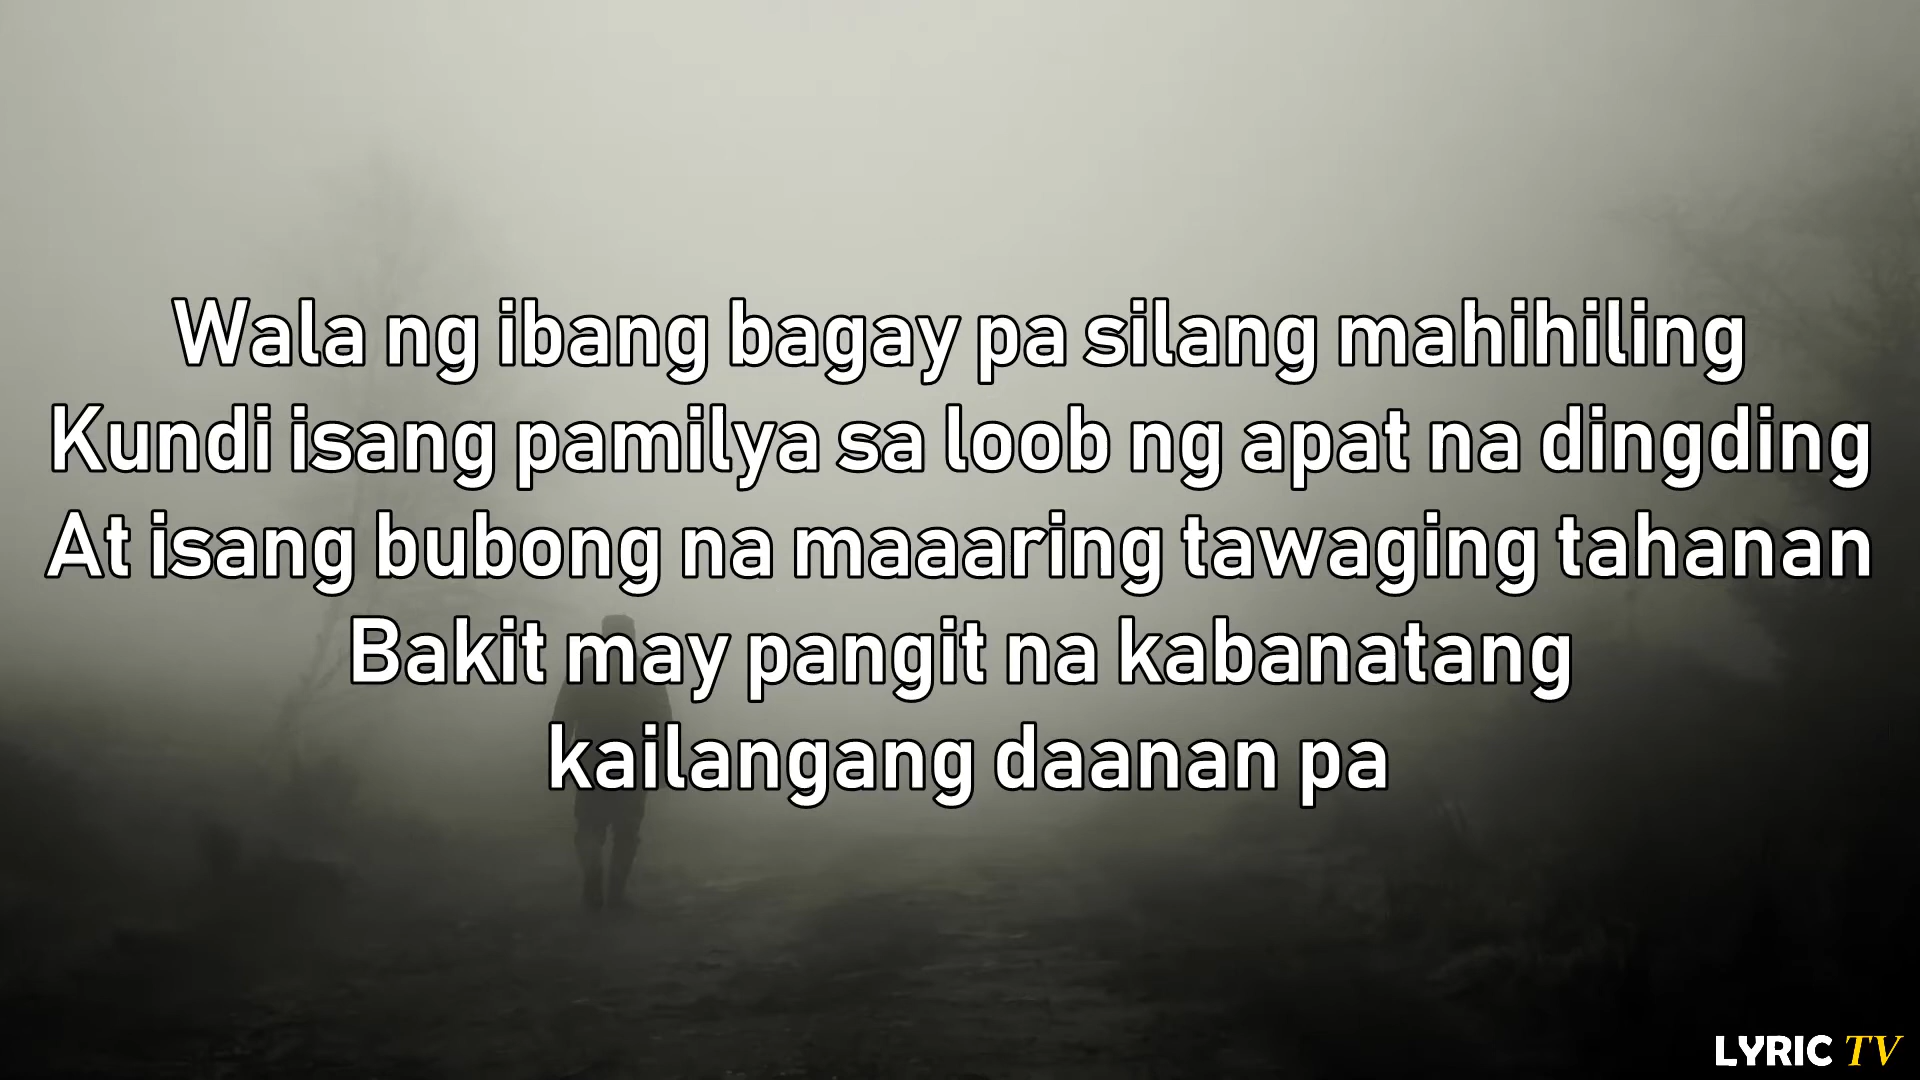 Wala ng ibang bagay pa silang mahihiling
Kundi isang pamilya sa loob ng apat na dingding
At isang bubong na maaaring tawaging tahanan
Bakit may pangit na kabanatang
kailangang daanan pa
LYRIC TV